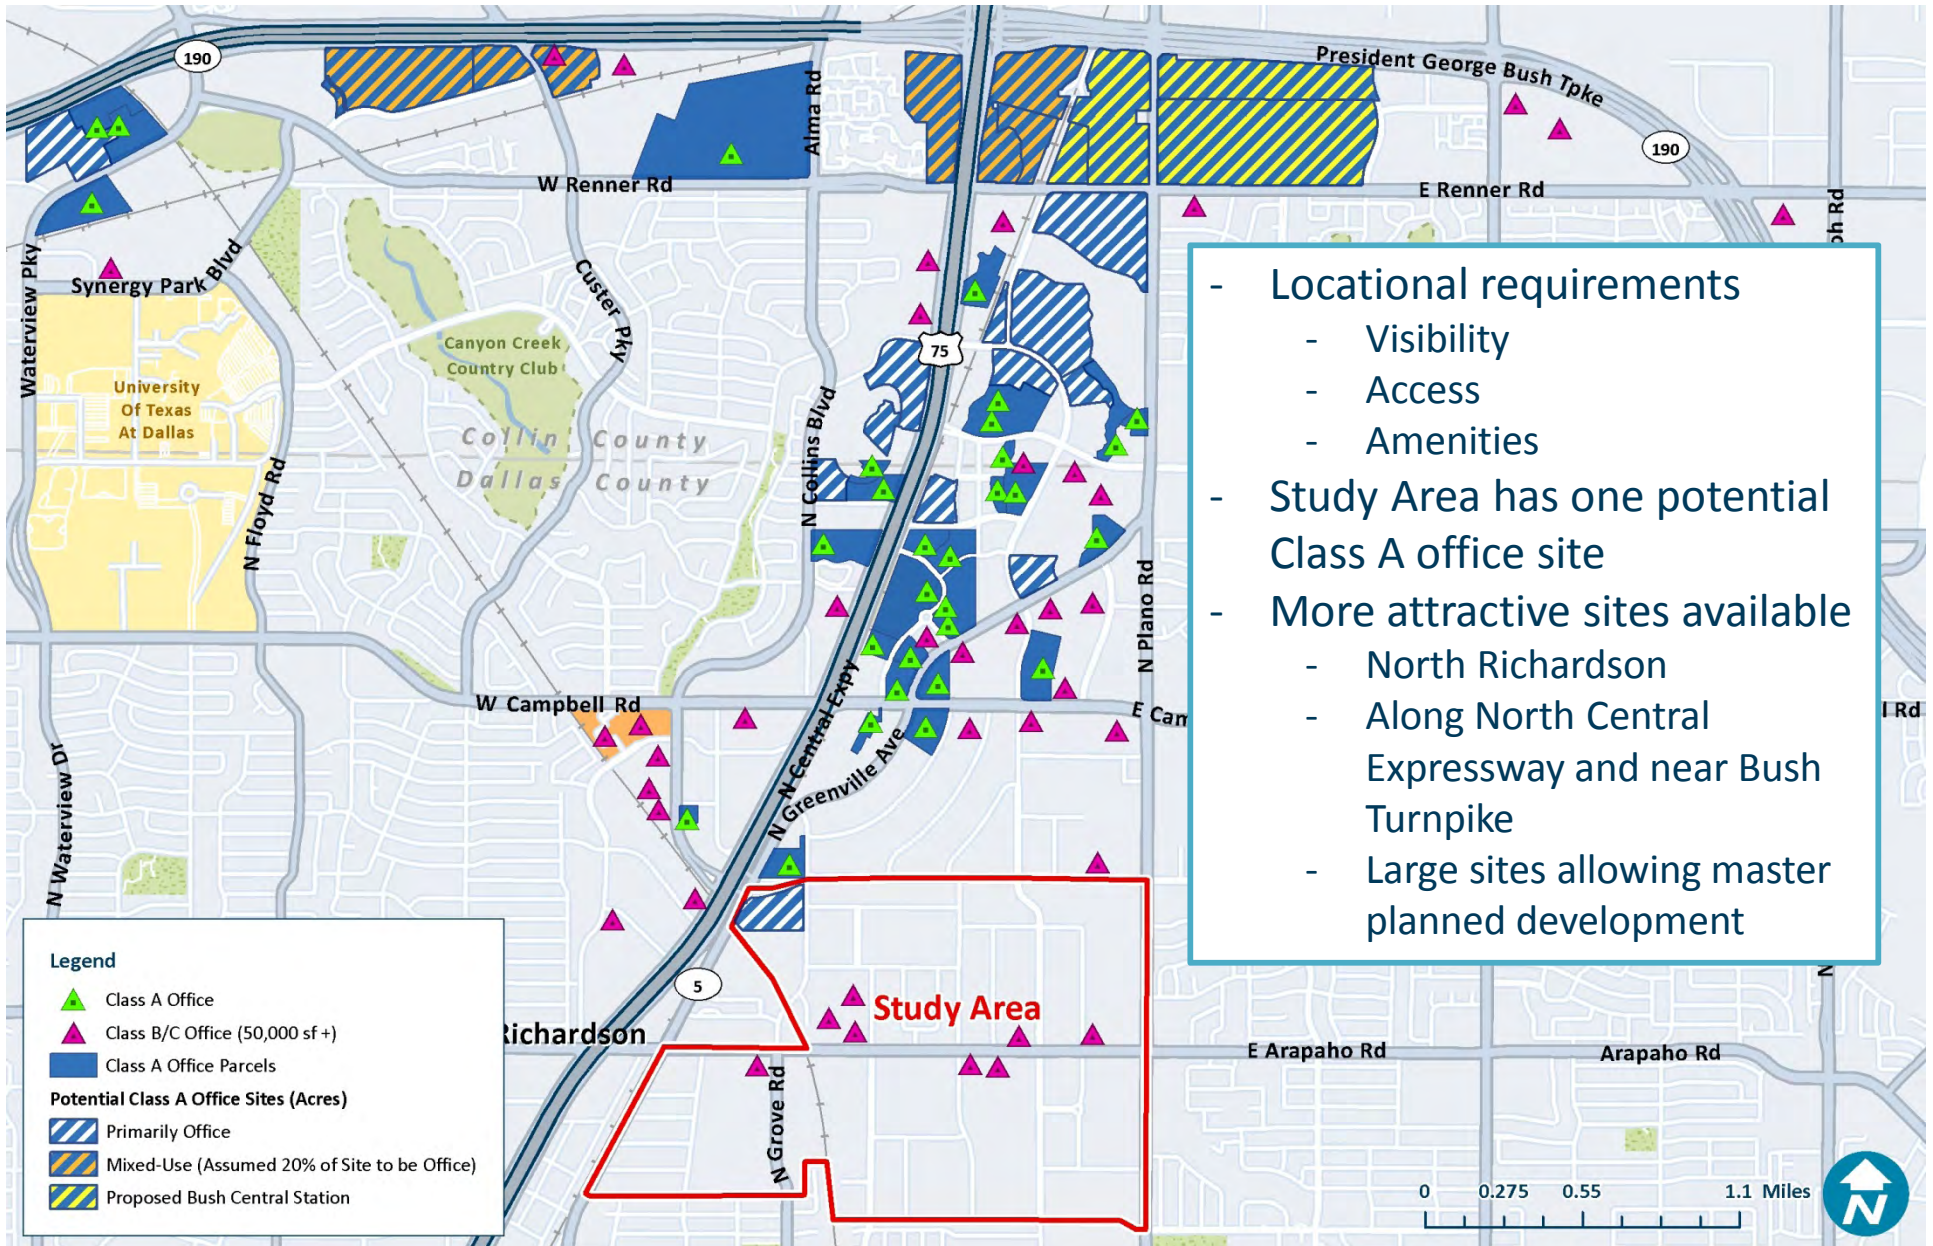 190
President George Bush Tpke
190
Alma Rd
W Renner Rd
E Renner Rd
Waterview Pky
Synergy Park Blvd
Custer Pky
Canyon Creek
Country Club
75
University
Of Texas
At Dallas
N Floyd Rd
N Collins Blvd
Collin County
Dallas County
N Plano Rd
W Campbell Rd
E Cam
l Rd
N Central Expy
N Greenville Ave
N Waterview Dr
- Locational requirements
- Visibility
- Access
- Amenities
- Study Area has one potential
Class A office site
- More attractive sites available
- North Richardson
- Along North Central
Expressway and near Bush
Turnpike
- Large sites allowing master
planned development
5
Study Area
Richardson
E Arapaho Rd
Arapaho Rd
N Grove Rd
Legend
Class A Office
Class B/C Office (50,000 sf +)
Class A Office Parcels
Potential Class A Office Sites (Acres)
Primarily Office
Mixed-Use (Assumed 20% of Site to be Office)
Proposed Bush Central Station
0 0.275 0.55 1.1 Miles
N